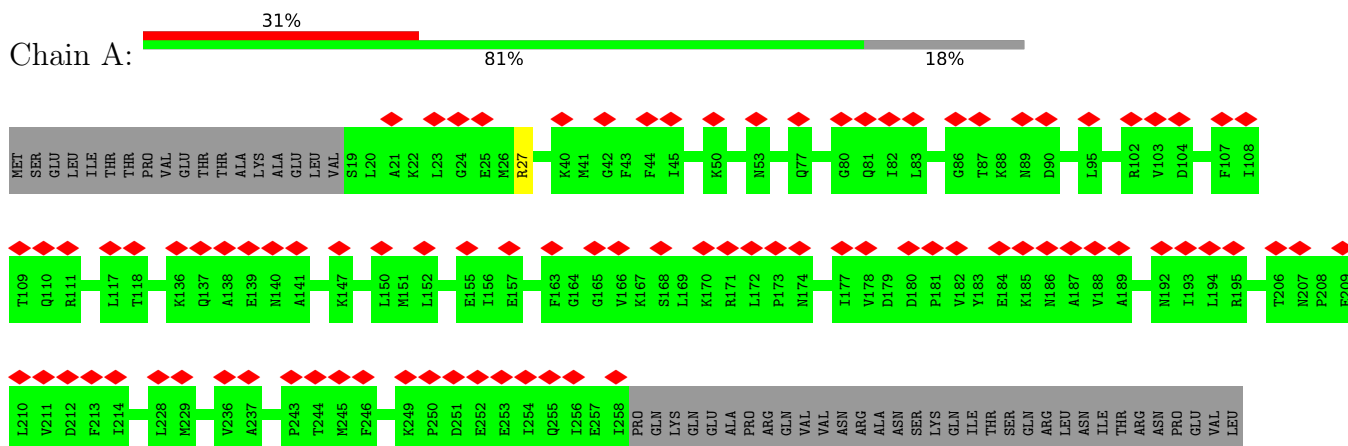 31%
Chain A:
81% 18%
MET SER GLU LEU ILE THR THR PRO VAL GLU THR THR ALA LYS ALA GLU LEU VAL S19 L20 A21 K22 L23 G24 E25 M26 R27 K40 M41 G42 F43 F44 I45 K50 N53 Q77 G80 Q81 I82 L83 G86 T87 K88 N89 D90 L95 R102 V103 D104 F107 I108
T109 Q110 R111 L117 T118 K136 Q137 A138 E139 N140 A141 K147 L150 M151 L152 E155 I156 E157 F163 G164 G165 V166 K167 S168 L169 K170 R171 L172 P173 N174 I177 V178 D179 D180 P181 V182 Y183 E184 K185 N186 A187 V188 A189 N192 I193 L194 R195 T206 N207 P208 E209
L210 V211 D212 F213 I214 L228 M229 V236 A237 P243 T244 M245 F246 K249 P250 D251 E252 E253 I254 Q255 I256 E257 I258 PRO GLN LYS GLN GLU ALA PRO ARG GLN VAL VAL ASN ARG ALA ASN SER LYS GLN ILE THR SER GLN ARG LEU ASN ILE THR ARG ASN PRO GLU VAL LEU